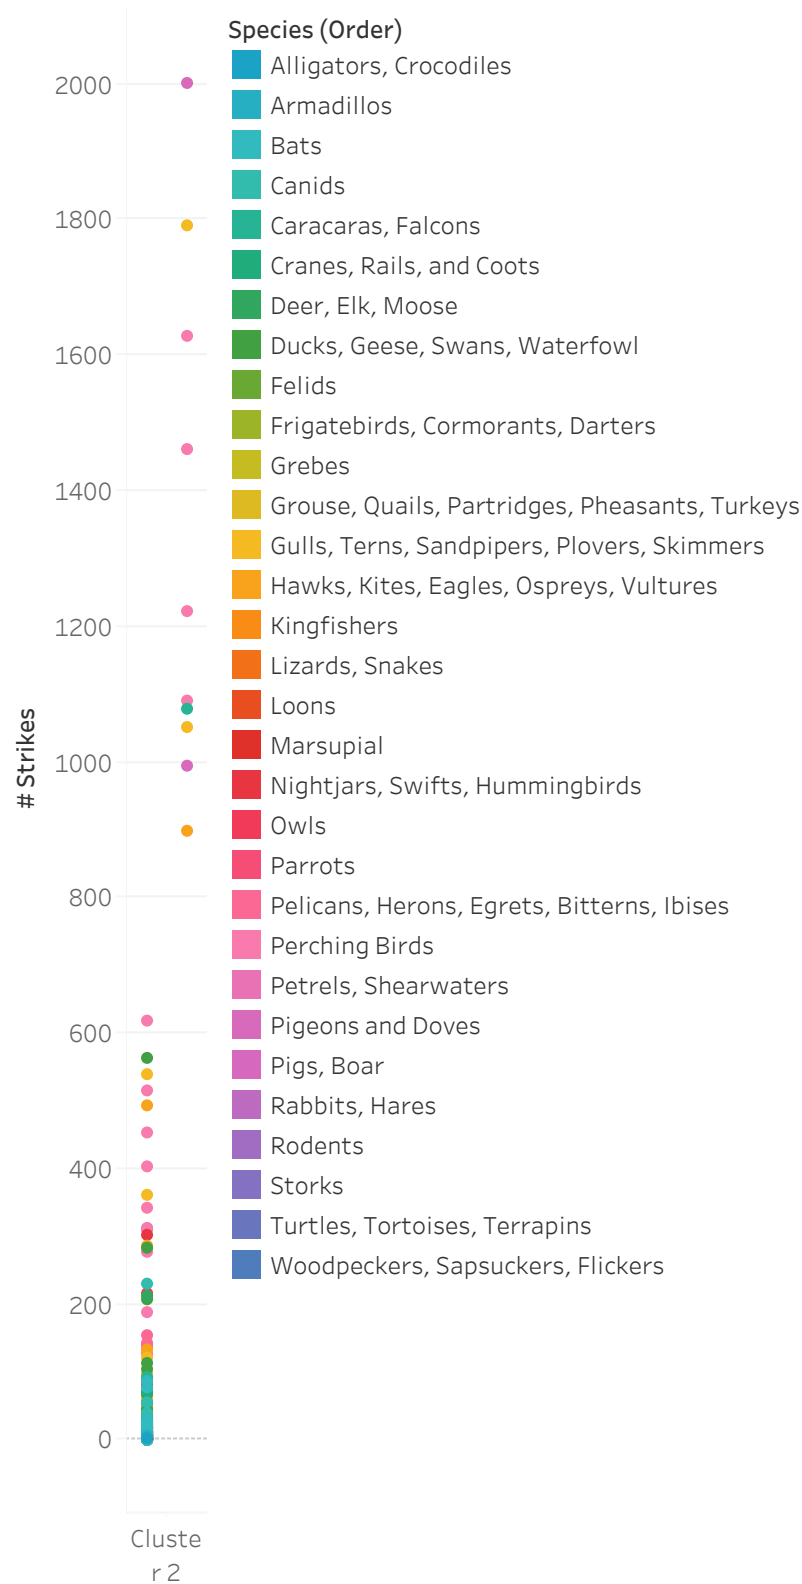 Species (Order)
Alligators, Crocodiles
Armadillos
Bats
Canids
Caracaras, Falcons
Cranes, Rails, and Coots
Deer, Elk, Moose
Ducks, Geese, Swans, Waterfowl
Felids
Frigatebirds, Cormorants, Darters
Grebes
Grouse, Quails, Partridges, Pheasants, Turkeys
Gulls, Terns, Sandpipers, Plovers, Skimmers
Hawks, Kites, Eagles, Ospreys, Vultures
Kingfishers
Lizards, Snakes
Loons
Marsupial
Nightjars, Swifts, Hummingbirds
Owls
Parrots
Pelicans, Herons, Egrets, Bitterns, Ibises
Perching Birds
Petrels, Shearwaters
Pigeons and Doves
Pigs, Boar
Rabbits, Hares
Rodents
Storks
Turtles, Tortoises, Terrapins
Woodpeckers, Sapsuckers, Flickers
# Strikes
2000
1800
1600
1400
1200
1000
800
600
400
200
0
Cluste
r 2